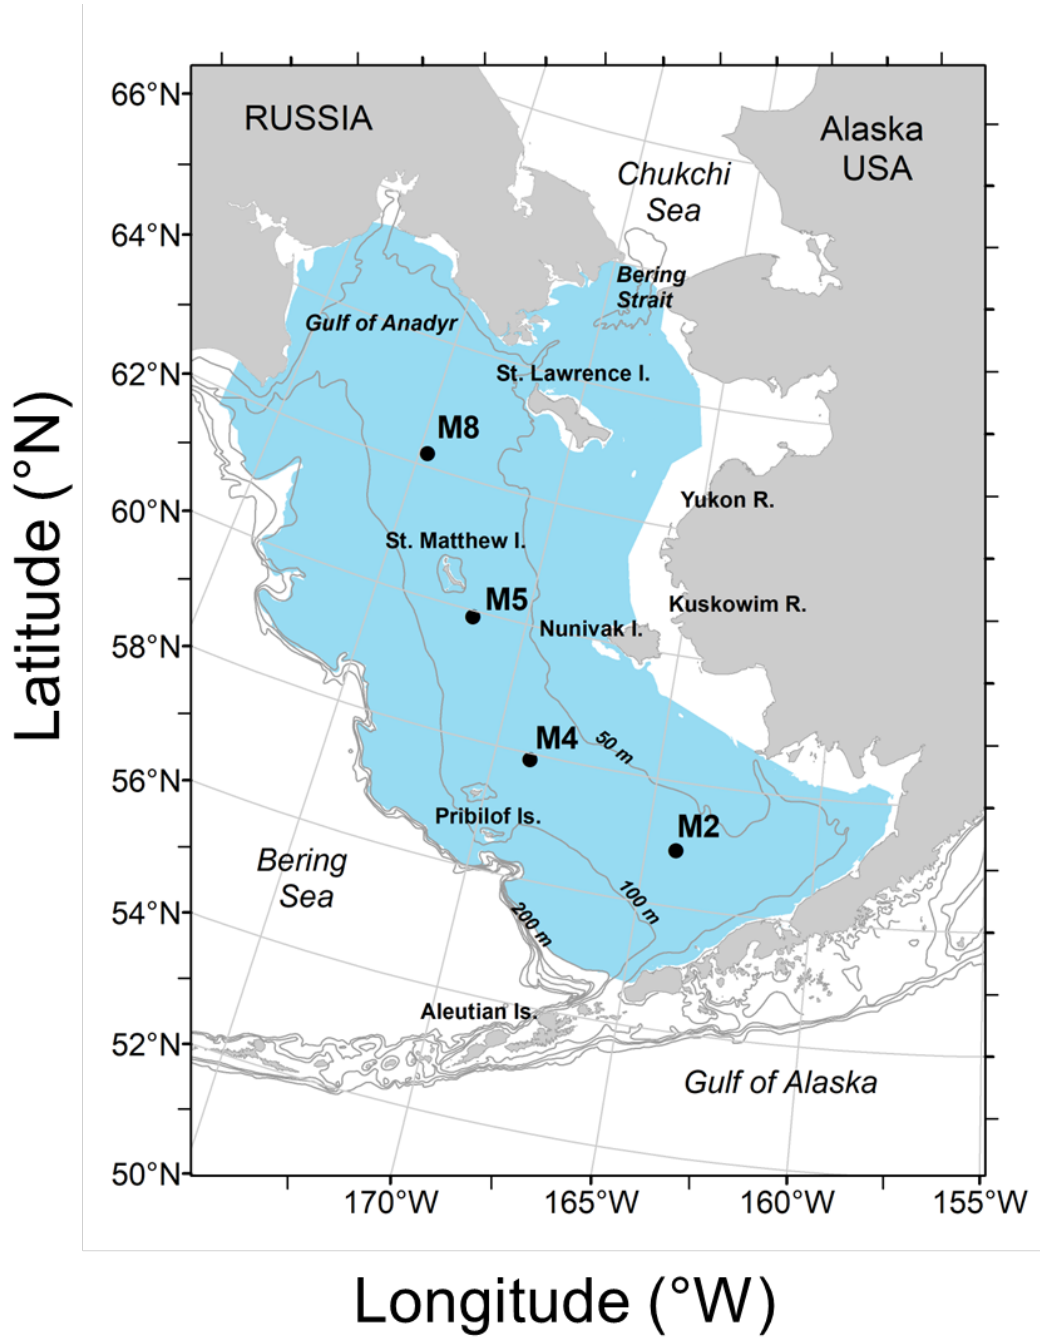 66°N
RUSSIA
Alaska
USA
Chukchi
Sea
64°N
Bering
Strait
Gulf of Anadyr
62°N
St. Lawrence I.
M8
60°N
Yukon R.
St. Matthew I.
M5
Kuskowim R.
Nunivak I.
58°N
M4
50 m
56°N
Pribilof Is.
M2
Bering
Sea
100 m
54°N
200 m
Aleutian Is.
52°N
Gulf of Alaska
50°N
170°W
165°W
160°W
155°W
Latitude (°N)
Longitude (°W)